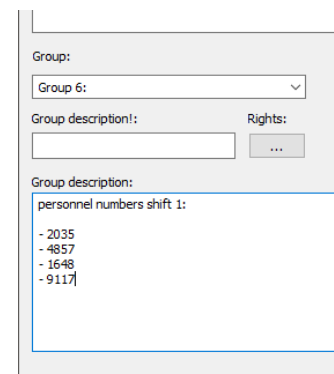 Group:
Group 6:
Group description!: Rights:
...
Group description:
personnel numbers shift 1:
- 2035
- 4857
- 1648
- 9117